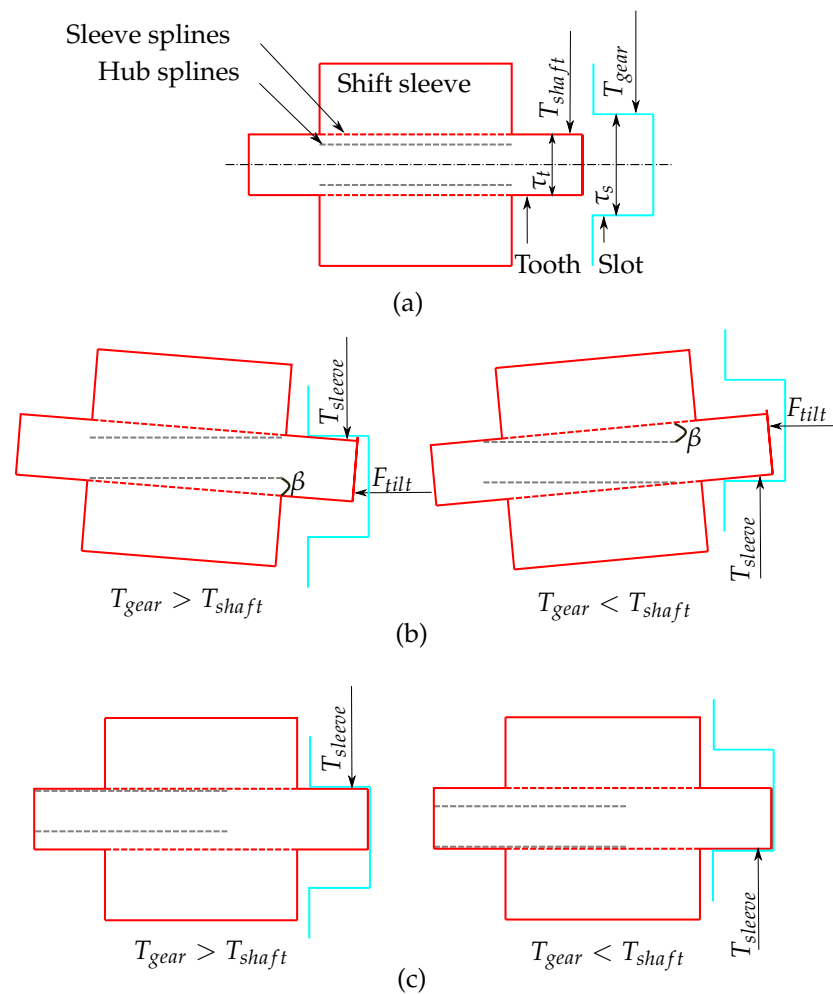 Sleeve splines
Hub splines
Shift sleeve
T_shaft
T_gear
τ_t
τ_s
Tooth
Slot
(a)
T_sleeve
β
F_tilt
T_gear > T_shaft
β
F_tilt
T_sleeve
T_gear < T_shaft
(b)
T_sleeve
T_gear > T_shaft
T_sleeve
T_gear < T_shaft
(c)